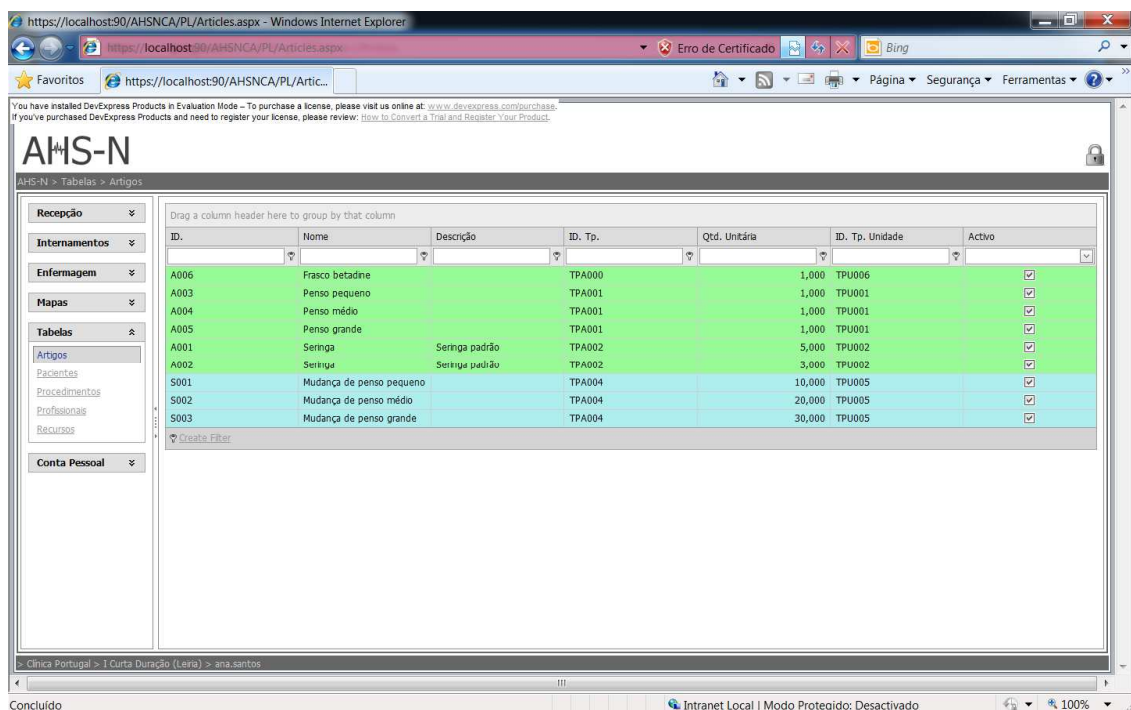 https://localhost:90/AHSNCA/PL/Articles.aspx - Windows Internet Explorer
https://localhost:90/AHSNCA/PL/Articles.aspx Erro de Certificado Bing
Favoritos https://localhost:90/AHSNCA/PL/Artic... Página Segurança Ferramentas
You have installed DevExpress Products in Evaluation Mode – To purchase a license, please visit us online at: www.devexpress.com/purchase.
If you've purchased DevExpress Products and need to register your license, please review: How to Convert a Trial and Register Your Product.
AHS-N
AHS-N > Tabelas > Artigos
Recepção
Internamentos
Enfermagem
Mapas
Tabelas
Artigos
Pacientes
Procedimentos
Profissionais
Recursos
Conta Pessoal
Drag a column header here to group by that column
ID. Nome Descrição ID. Tp. Qtd. Unitária ID. Tp. Unidade Activo
A006 Frasco betadine TPA000 1,000 TPU006
A003 Penso pequeno TPA001 1,000 TPU001
A004 Penso médio TPA001 1,000 TPU001
A005 Penso grande TPA001 1,000 TPU001
A001 Seringa Seringa padrão TPA002 5,000 TPU002
A002 Seringa Seringa padrão TPA002 3,000 TPU002
S001 Mudança de penso pequeno TPA004 10,000 TPU005
S002 Mudança de penso médio TPA004 20,000 TPU005
S003 Mudança de penso grande TPA004 30,000 TPU005
Create Filter
> Clínica Portugal > I Curta Duração (Leiria) > ana.santos
Concluído Intranet Local | Modo Protegido: Desactivado 100%